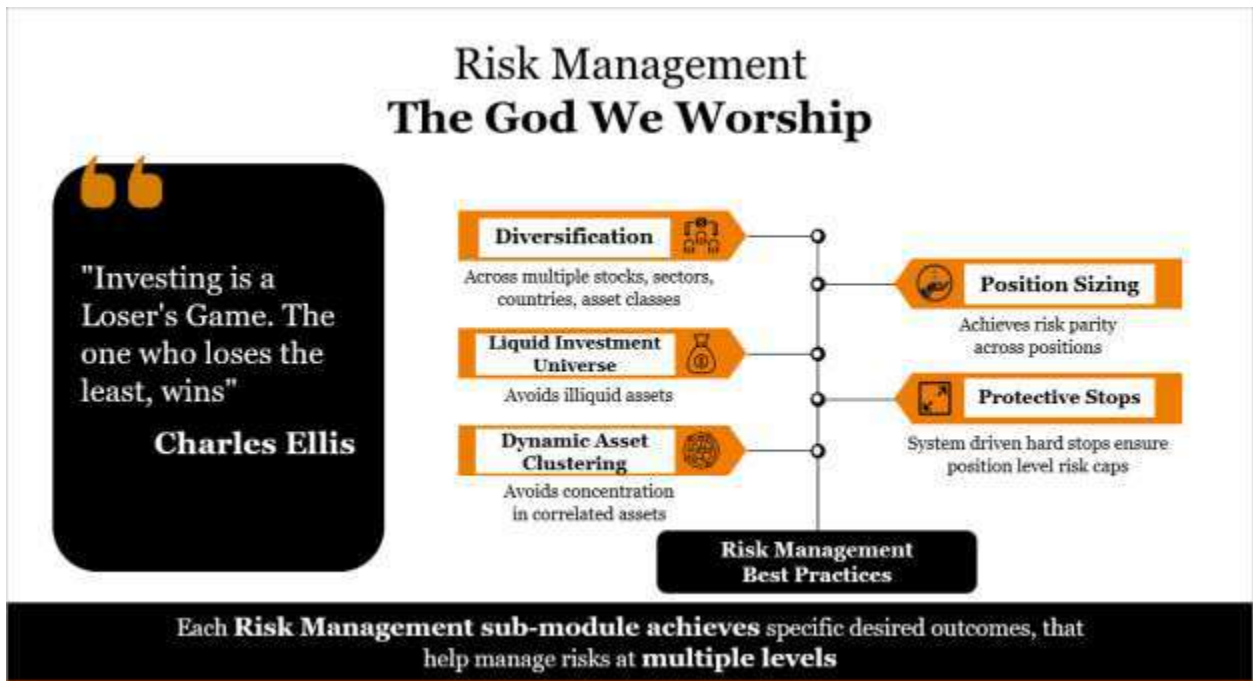 Risk Management
The God We Worship
"Investing is a
Loser's Game. The
one who loses the
least, wins"
Charles Ellis
Diversification
Across multiple stocks, sectors,
countries, asset classes
Position Sizing
Achieves risk parity
across positions
Liquid Investment
Universe
Avoids illiquid assets
Protective Stops
System driven hard stops ensure
position level risk caps
Dynamic Asset
Clustering
Avoids concentration
in correlated assets
Risk Management
Best Practices
Each Risk Management sub-module achieves specific desired outcomes, that
help manage risks at multiple levels